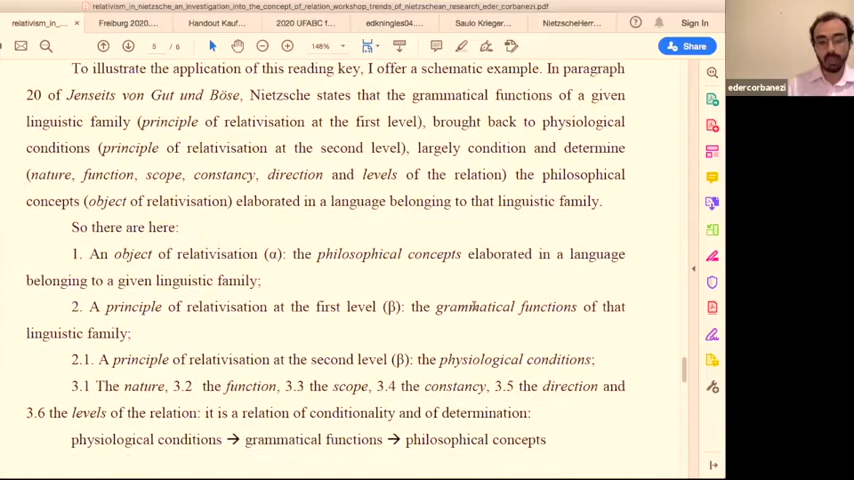 relativism_in_nietzsche_an_investigation_into_the_concept_of_relation_workshop_trends_of_nietzschean_research_eder_corbanezi.pdf
relativism_in_... × Freiburg 2020.... Handout Kauf... 2020 UFABC f... edkningles04.... Saulo Krieger... NietzscheHerr... Sign In
5 / 6 148% Share
To illustrate the application of this reading key, I offer a schematic example. In paragraph
20 of Jenseits von Gut und Böse, Nietzsche states that the grammatical functions of a given
linguistic family (principle of relativisation at the first level), brought back to physiological
conditions (principle of relativisation at the second level), largely condition and determine
(nature, function, scope, constancy, direction and levels of the relation) the philosophical
concepts (object of relativisation) elaborated in a language belonging to that linguistic family.
So there are here:
1. An object of relativisation (α): the philosophical concepts elaborated in a language
belonging to a given linguistic family;
2. A principle of relativisation at the first level (β): the grammatical functions of that
linguistic family;
2.1. A principle of relativisation at the second level (β): the physiological conditions;
3.1 The nature, 3.2 the function, 3.3 the scope, 3.4 the constancy, 3.5 the direction and
3.6 the levels of the relation: it is a relation of conditionality and of determination:
physiological conditions → grammatical functions → philosophical concepts
edercorbanezi